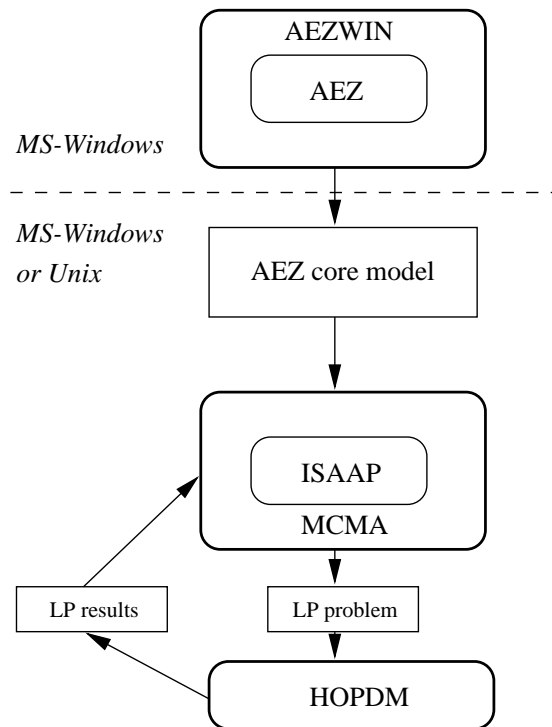 AEZWIN
AEZ
MS-Windows
MS-Windows
or Unix
AEZ core model
ISAAP
MCMA
LP results
LP problem
HOPDM